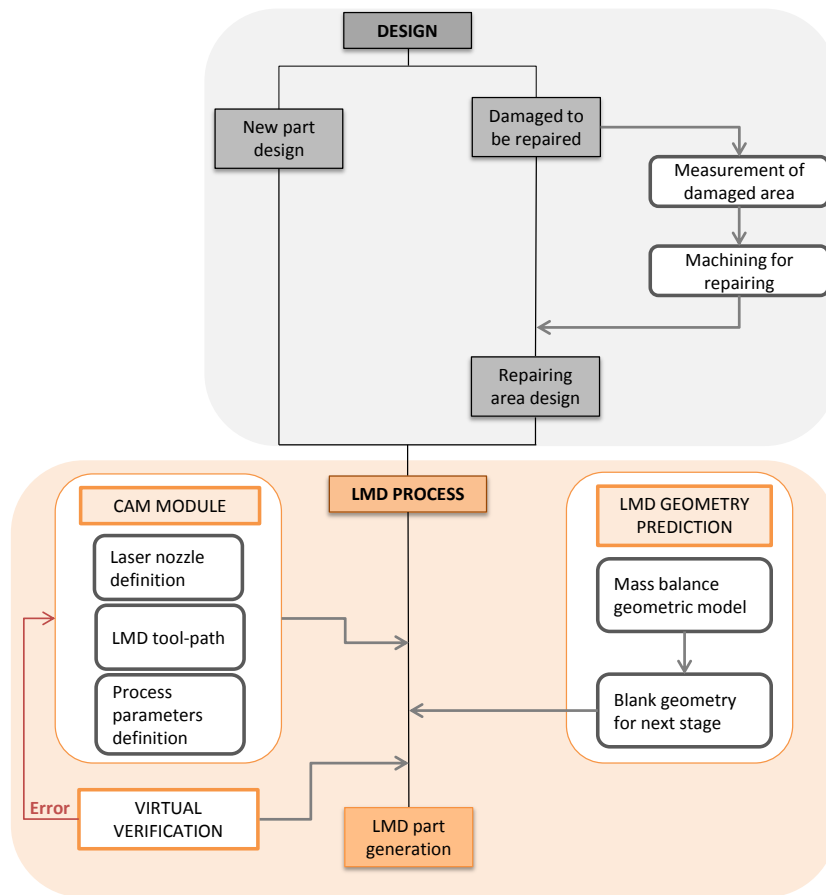 DESIGN
New part
design
Damaged to
be repaired
Measurement of
damaged area
Machining for
repairing
Repairing
area design
LMD PROCESS
CAM MODULE
Laser nozzle
definition
LMD tool-path
Process
parameters
definition
LMD GEOMETRY
PREDICTION
Mass balance
geometric model
Blank geometry
for next stage
Error
VIRTUAL
VERIFICATION
LMD part
generation